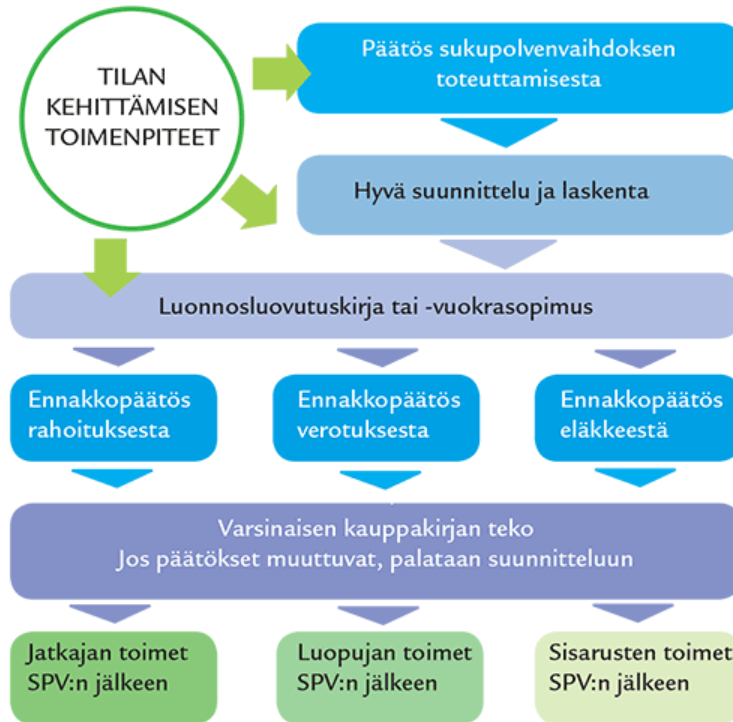 TILAN
KEHITTÄMISEN
TOIMENPITEET
Päätös sukupolvenvaihdoksen
toteuttamisesta
Hyvä suunnittelu ja laskenta
Luonnosluovutuskirja tai -vuokrasopimus
Ennakkopäätös
rahoituksesta
Ennakkopäätös
verotuksesta
Ennakkopäätös
eläkkeestä
Varsinaisen kauppakirjan teko
Jos päätökset muuttuvat, palataan suunnitteluun
Jatkajan toimet
SPV:n jälkeen
Luopujan toimet
SPV:n jälkeen
Sisarusten toimet
SPV:n jälkeen